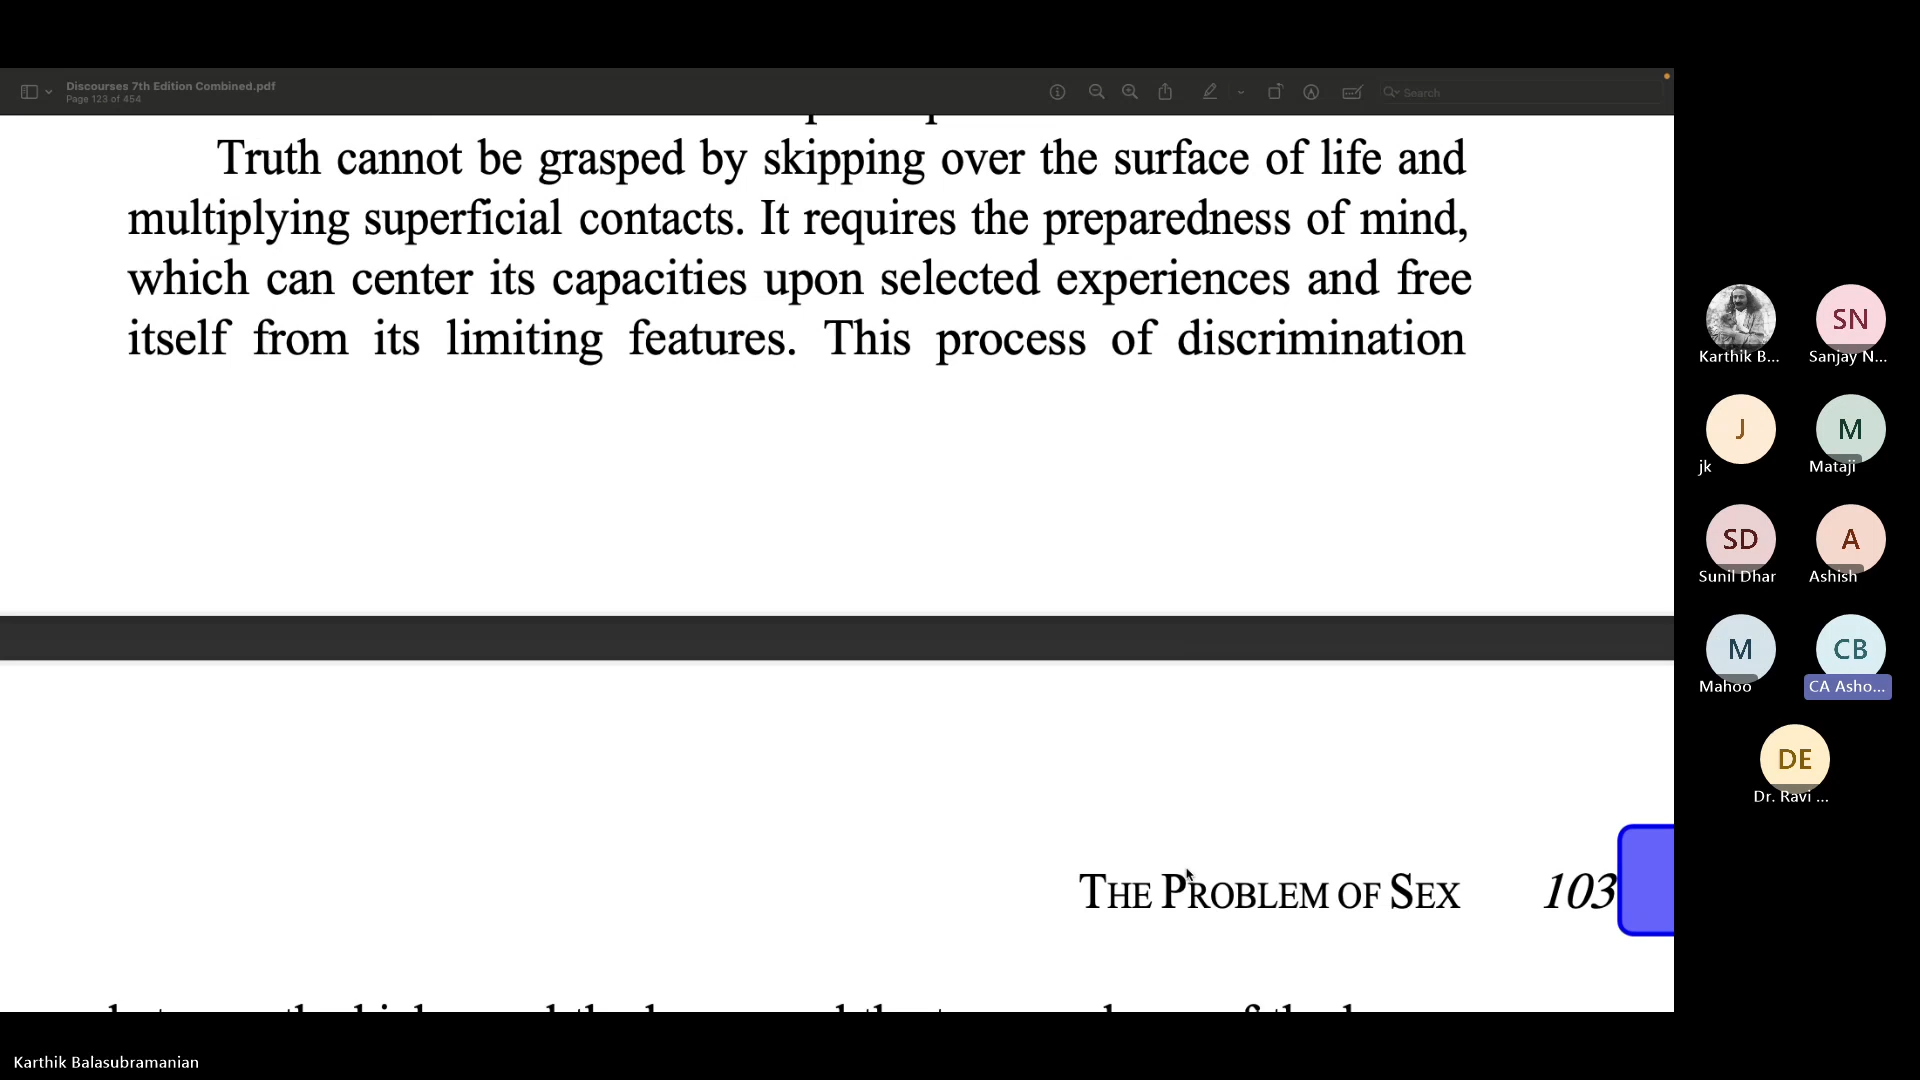 Discourses 7th Edition Combined.pdf
Page 123 of 454
Search
Truth cannot be grasped by skipping over the surface of life and
multiplying superficial contacts. It requires the preparedness of mind,
which can center its capacities upon selected experiences and free
itself from its limiting features. This process of discrimination
THE PROBLEM OF SEX 103
Karthik B...
SN
Sanjay N...
J
jk
M
Mataji
SD
Sunil Dhar
A
Ashish
M
Mahoo
CB
CA Asho...
DE
Dr. Ravi ...
Karthik Balasubramanian